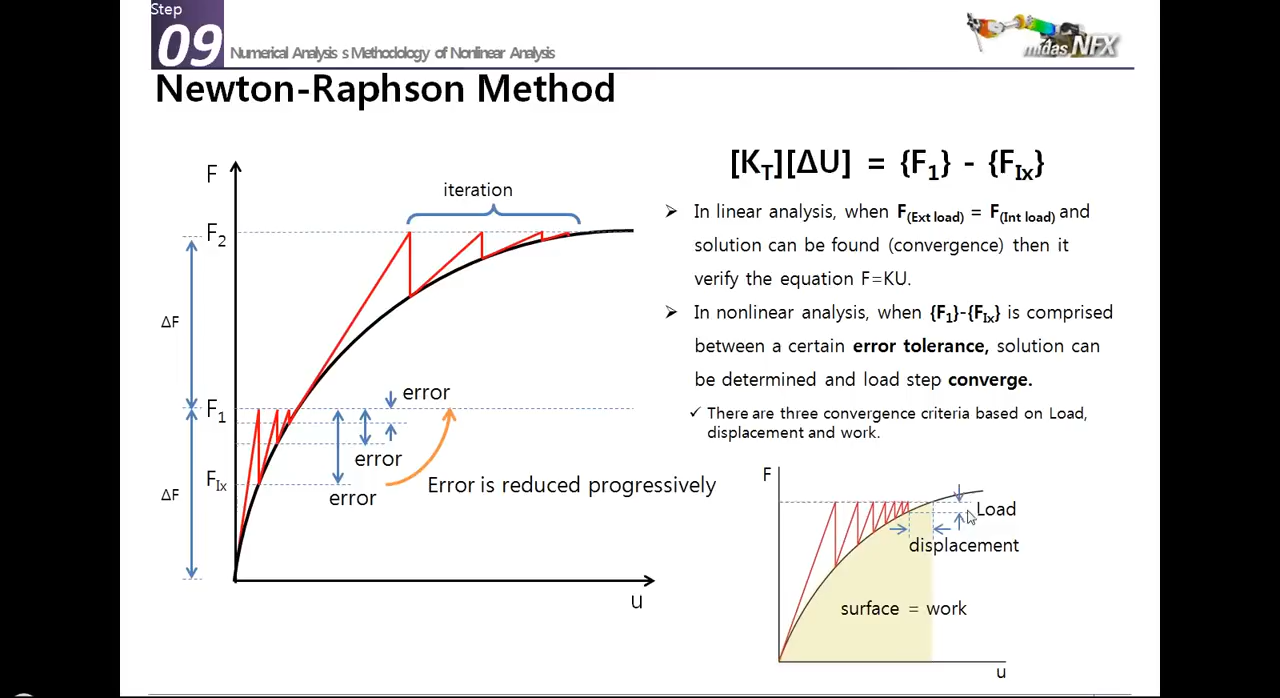 Step
09
Numerical Analysis s Methodology of Nonlinear Analysis
midas NFX
Newton-Raphson Method
F
iteration
F2
ΔF
F1
error
error
FIx
ΔF
error
Error is reduced progressively
u
[KT][ΔU] = {F1} - {FIx}
➤ In linear analysis, when F(Ext load) = F(Int load) and
solution can be found (convergence) then it
verify the equation F=KU.
➤ In nonlinear analysis, when {F1}-{FIx} is comprised
between a certain error tolerance, solution can
be determined and load step converge.
✓ There are three convergence criteria based on Load,
displacement and work.
F
Load
displacement
surface = work
u